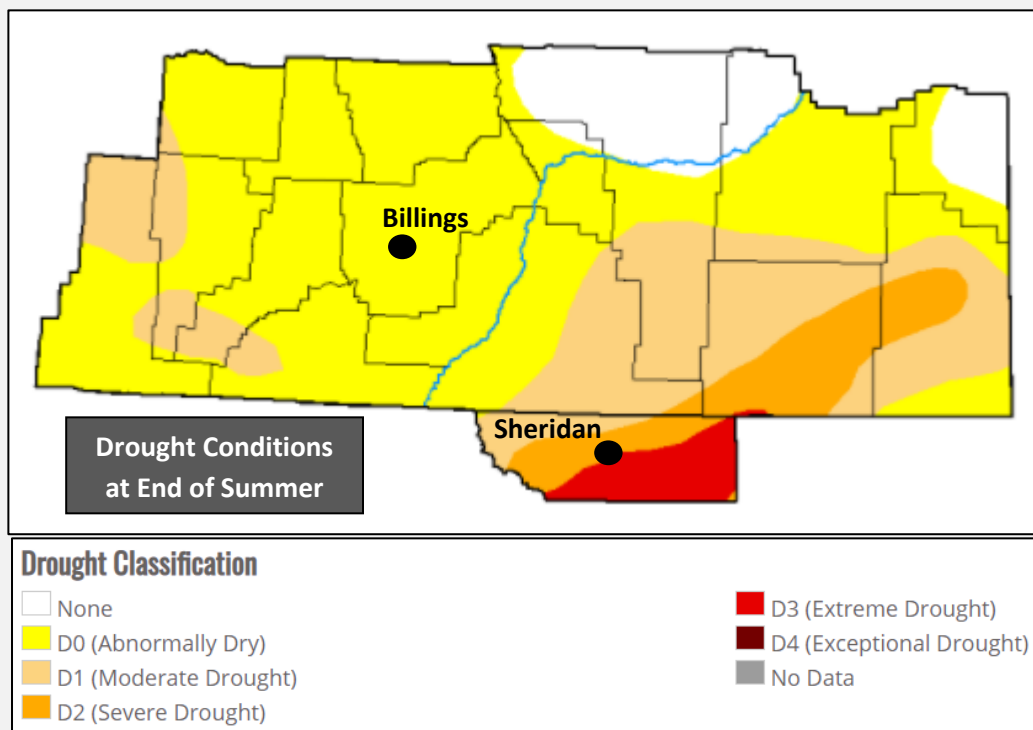 Billings
Sheridan
Drought Conditions
at End of Summer
Drought Classification
None
D0 (Abnormally Dry)
D1 (Moderate Drought)
D2 (Severe Drought)
D3 (Extreme Drought)
D4 (Exceptional Drought)
No Data